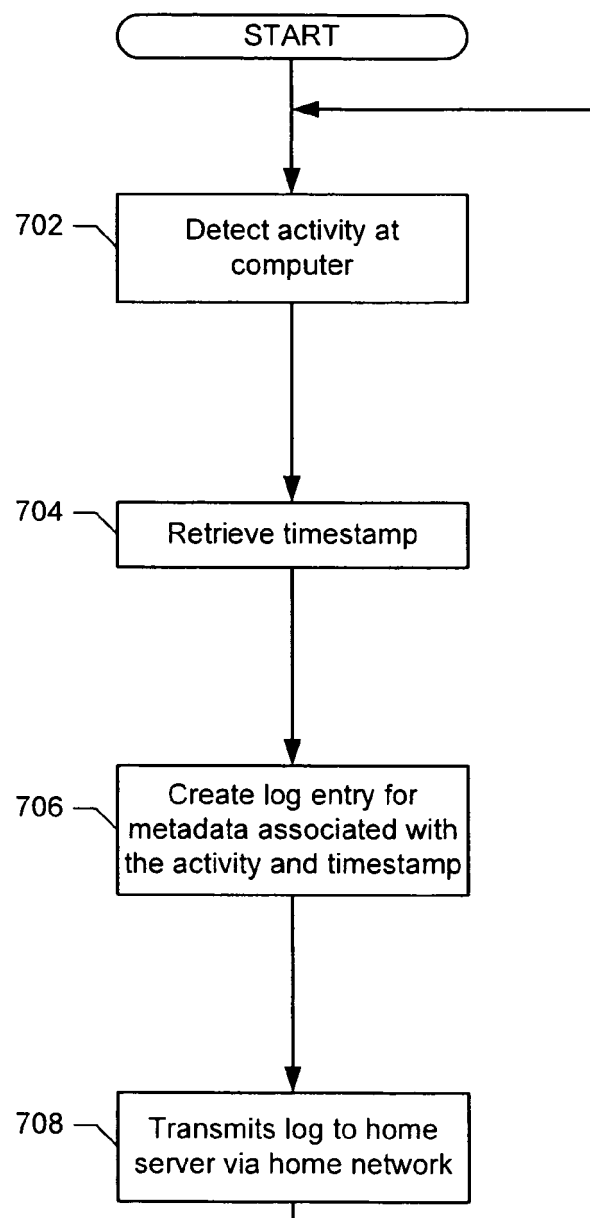 START
702
Detect activity at
computer
704
Retrieve timestamp
706
Create log entry for
metadata associated with
the activity and timestamp
708
Transmits log to home
server via home network